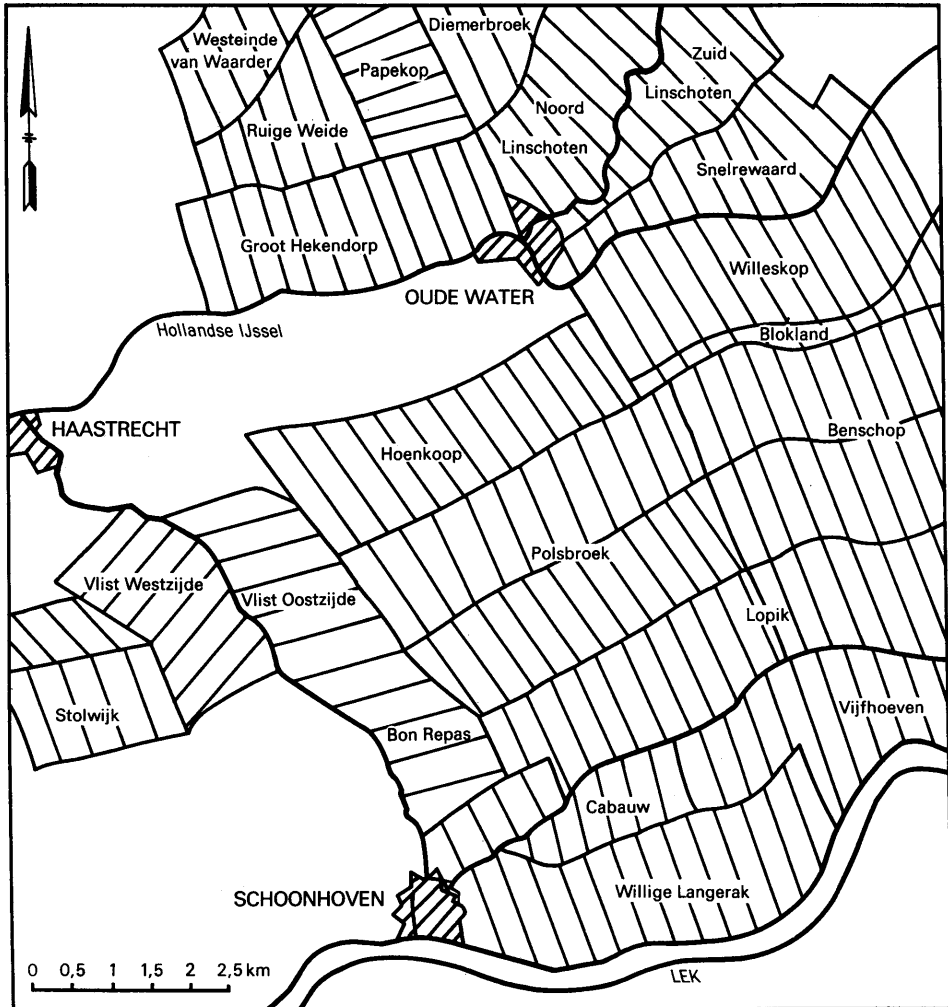 Diemerbroek
Westeinde
van Waarder
Papekop
Zuid
Linschoten
Noord
Linschoten
Ruige Weide
Snelrewaard
Groot Hekendorp
Willeskop
OUDE WATER
Hollandse IJssel
Blokland
HAASTRECHT
Benschop
Hoenkoop
Polsbroek
Vlist Westzijde
Vlist Oostzijde
Lopik
Stolwijk
Vijfhoeven
Bon Repas
Cabauw
Willige Langerak
SCHOONHOVEN
0 0,5 1 1,5 2 2,5 km
LEK